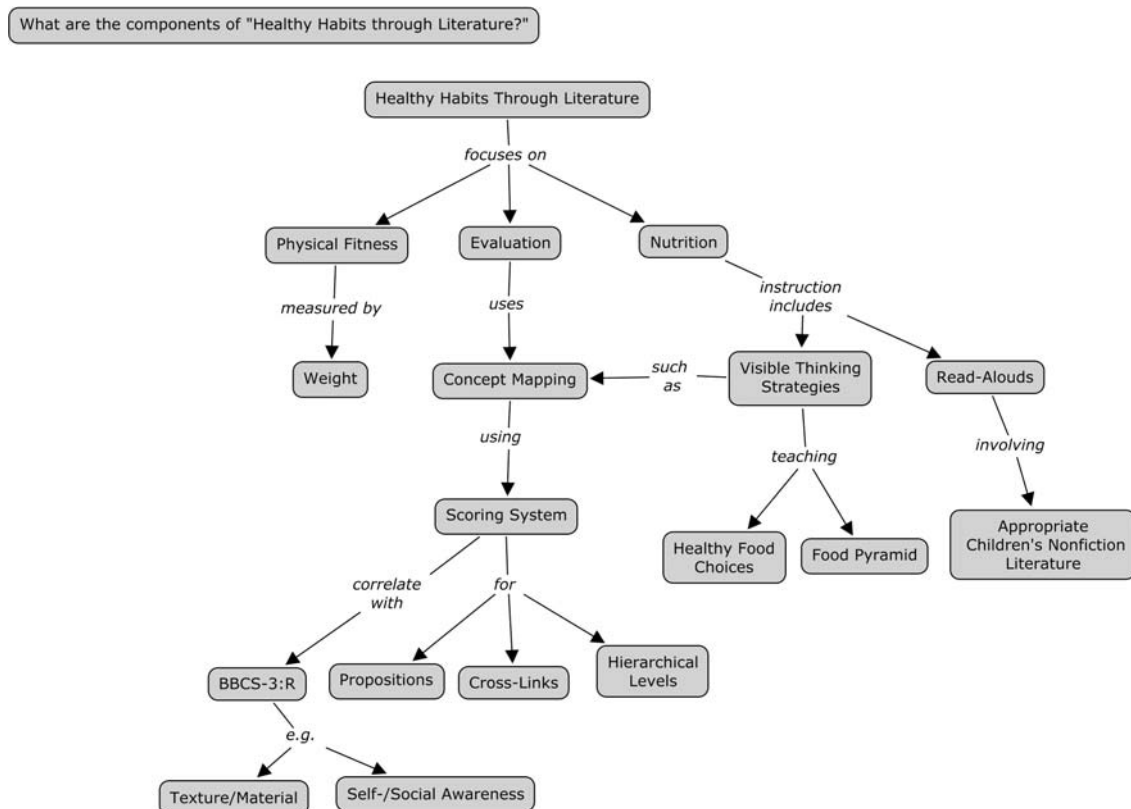 What are the components of "Healthy Habits through Literature?"
Healthy Habits Through Literature
focuses on
Physical Fitness
Evaluation
Nutrition
measured by
uses
instruction
includes
Weight
Concept Mapping
such
as
Visible Thinking
Strategies
Read-Alouds
using
teaching
involving
Scoring System
Healthy Food
Choices
Food Pyramid
Appropriate
Children's Nonfiction
Literature
correlate
with
for
BBCS-3:R
Propositions
Cross-Links
Hierarchical
Levels
e.g.
Texture/Material
Self-/Social Awareness